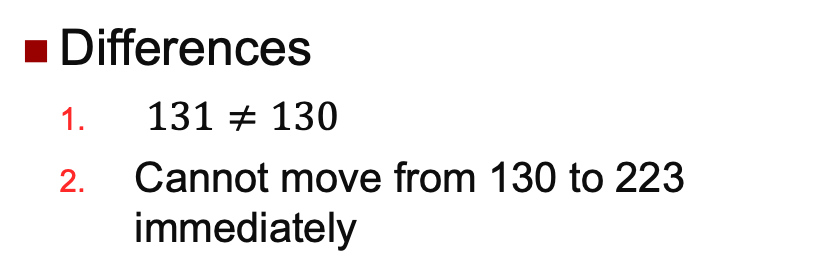 Differences
1. 131 ≠ 130
2. Cannot move from 130 to 223
immediately